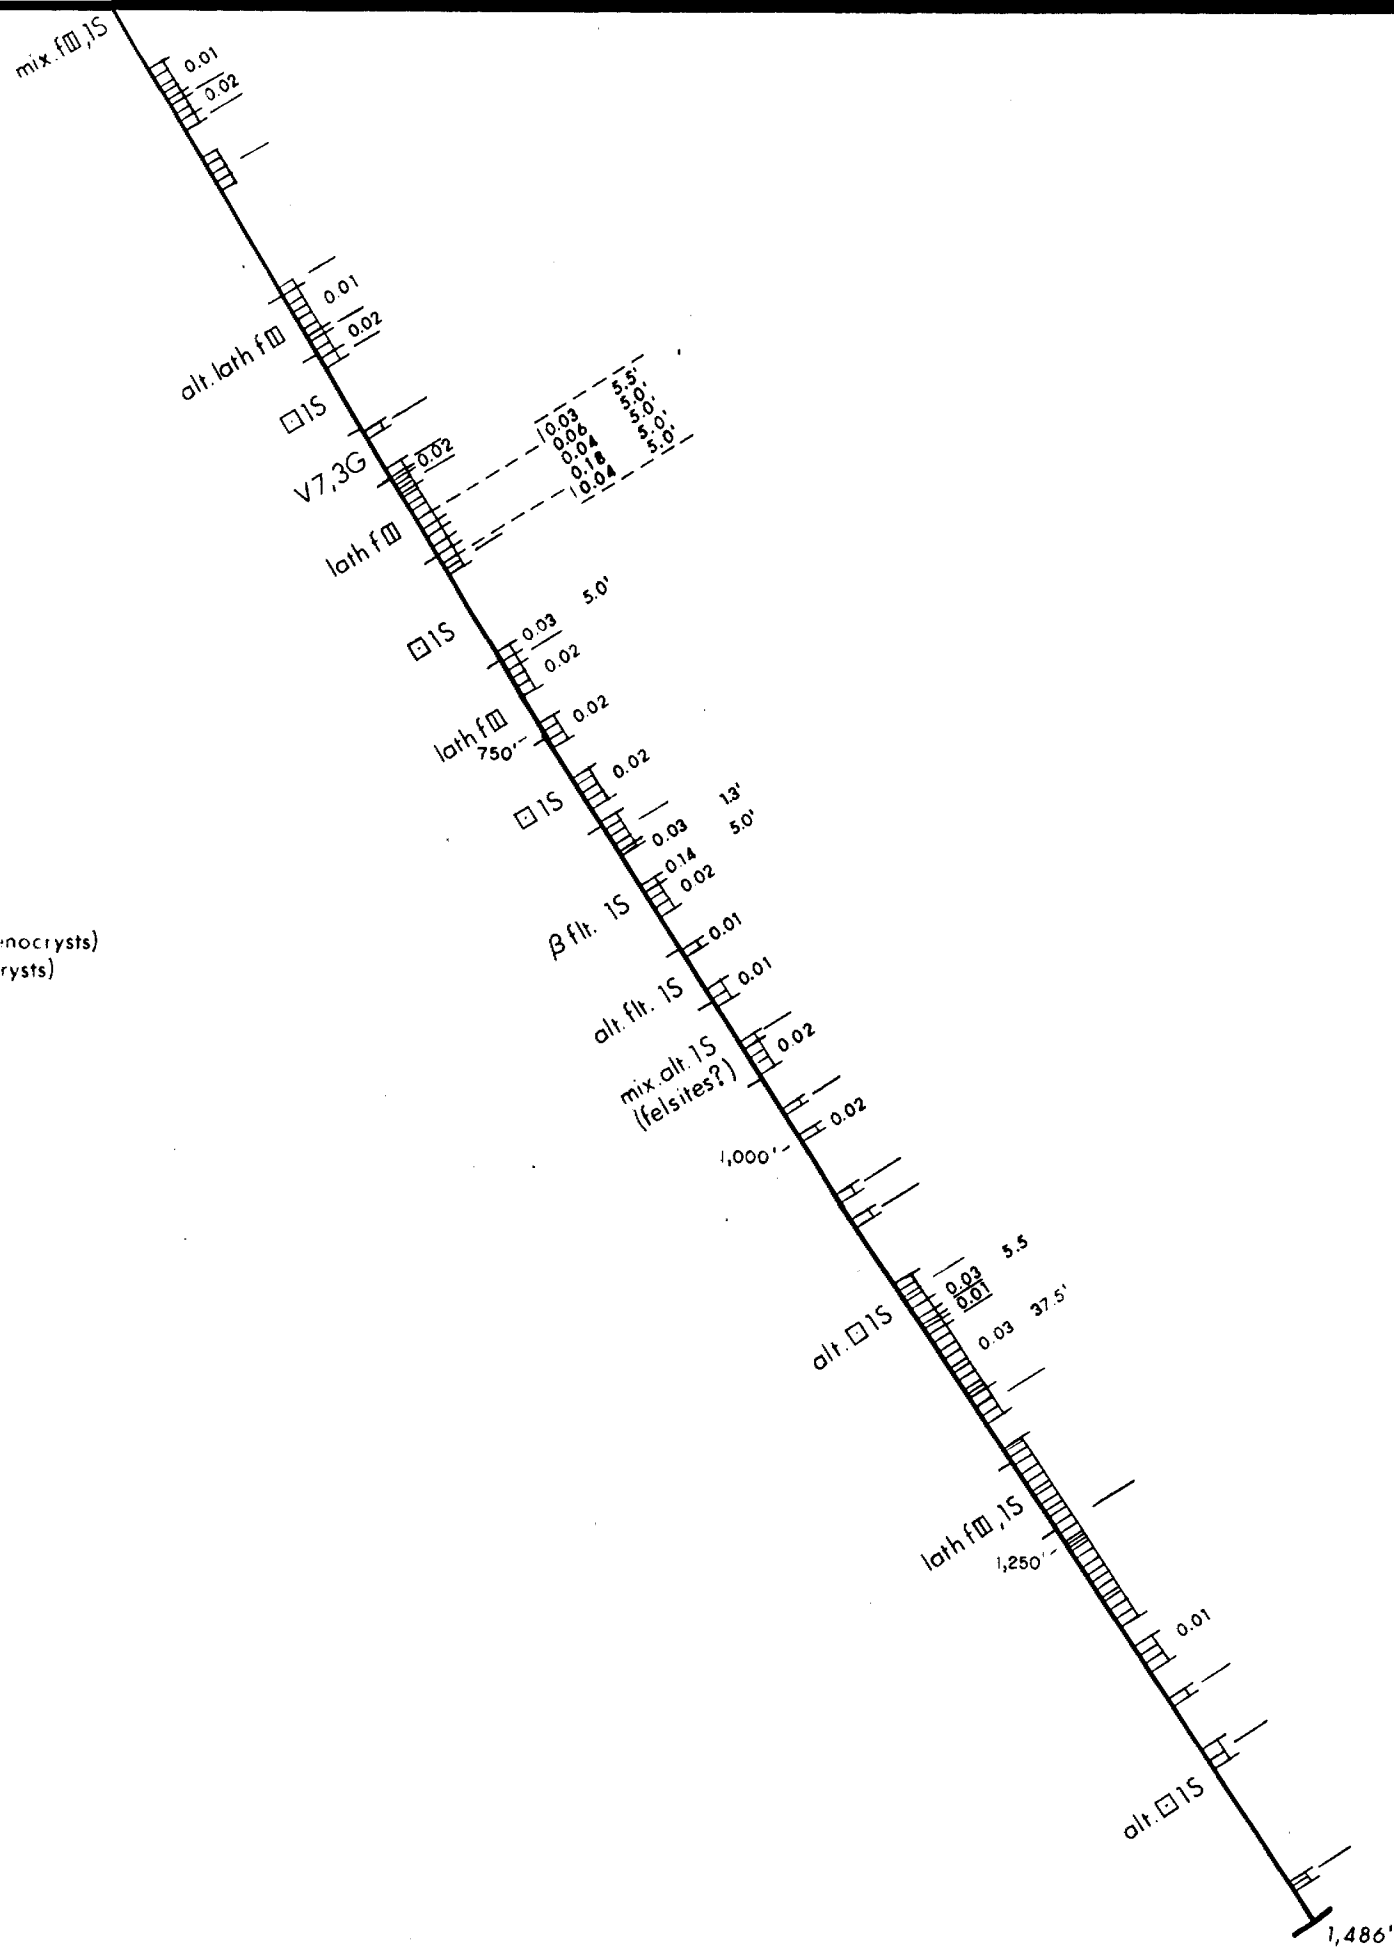 mix. f▥,1S
0.01
0.02
0.01
0.02
alt. lath f▥
⊡1S
0.02
V7,3G
0.03 5.5'
0.06 5.0'
0.04 5.0'
0.18 5.0'
0.04 5.0'
lath f▥
5.0'
0.03
⊡1S
0.02
0.02
lath f▥
750'
0.02
⊡1S
1.3'
0.03
5.0'
0.14
0.02
β flt. 1S
0.01
enocrysts)
rysts)
0.01
alt. flt. 1S
0.02
mix. alt. 1S
(felsites?)
0.02
1,000'
5.5
0.03
0.01
37.5'
0.03
alt. ⊡1S
lath f▥,1S
1,250'
0.01
alt. ⊡1S
1,486'